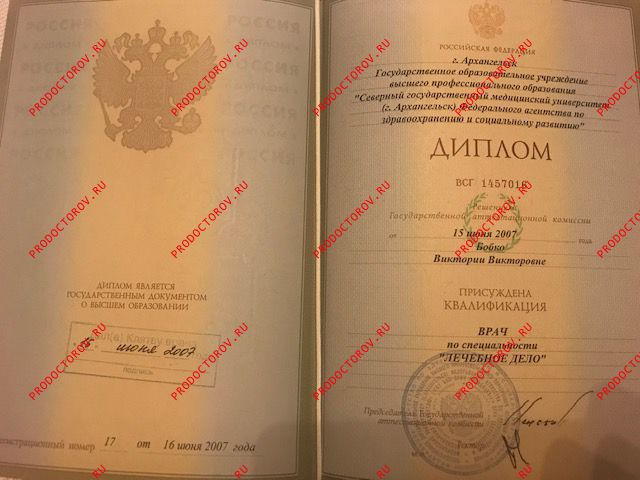 РОССИЯ
ДИПЛОМ ЯВЛЯЕТСЯ
ГОСУДАРСТВЕННЫМ ДОКУМЕНТОМ
О ВЫСШЕМ ОБРАЗОВАНИИ
июня 2007
подпись
номер 17 от 16 июня 2007 года
РОССИЙСКАЯ ФЕДЕРАЦИЯ
г. Архангельск
Государственное образовательное учреждение
высшего профессионального образования
"Северный государственный медицинский университет
(г. Архангельск) Федерального агентства по
здравоохранению и социальному развитию"
ДИПЛОМ
ВСГ 1457016
Решением
Государственной аттестационной комиссии
от 15 июня 2007 года
Бобко
Виктории Викторовне
ПРИСУЖДЕНА
КВАЛИФИКАЦИЯ
ВРАЧ
по специальности
"ЛЕЧЕБНОЕ ДЕЛО"
Председатель Государственной
аттестационной комиссии
Ректор
PRODOCTOROV.RU